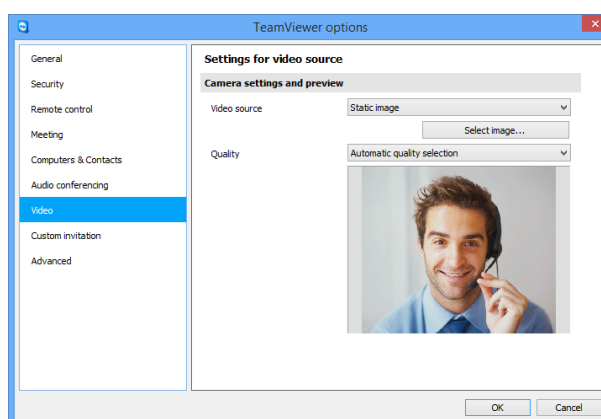 TeamViewer options
General
Security
Remote control
Meeting
Computers & Contacts
Audio conferencing
Video
Custom invitation
Advanced
Settings for video source
Camera settings and preview
Video source
Static image
Select image...
Quality
Automatic quality selection
OK
Cancel